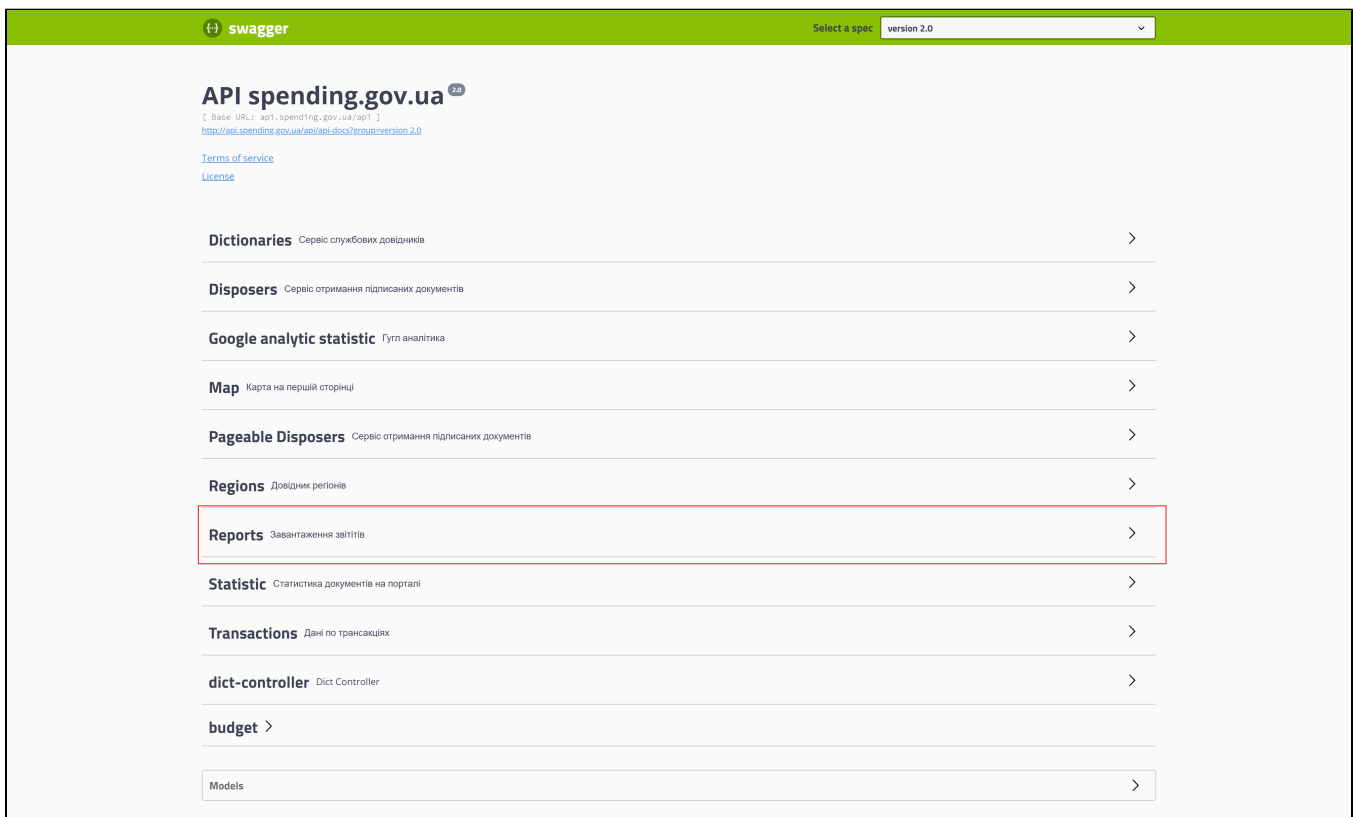 swagger
Select a spec version 2.0
API spending.gov.ua 2.0
[ Base URL: api.spending.gov.ua/api ]
http://api.spending.gov.ua/api/api-docs?group=version 2.0
Terms of service
License
Dictionaries Сервіс службових довідників
Disposers Сервіс отримання підписаних документів
Google analytic statistic Гугл аналітика
Map Карта на першій сторінці
Pageable Disposers Сервіс отримання підписаних документів
Regions Довідник регіонів
Reports Завантаження звітітів
Statistic Статистика документів на порталі
Transactions Дані по трансакціях
dict-controller Dict Controller
budget
Models